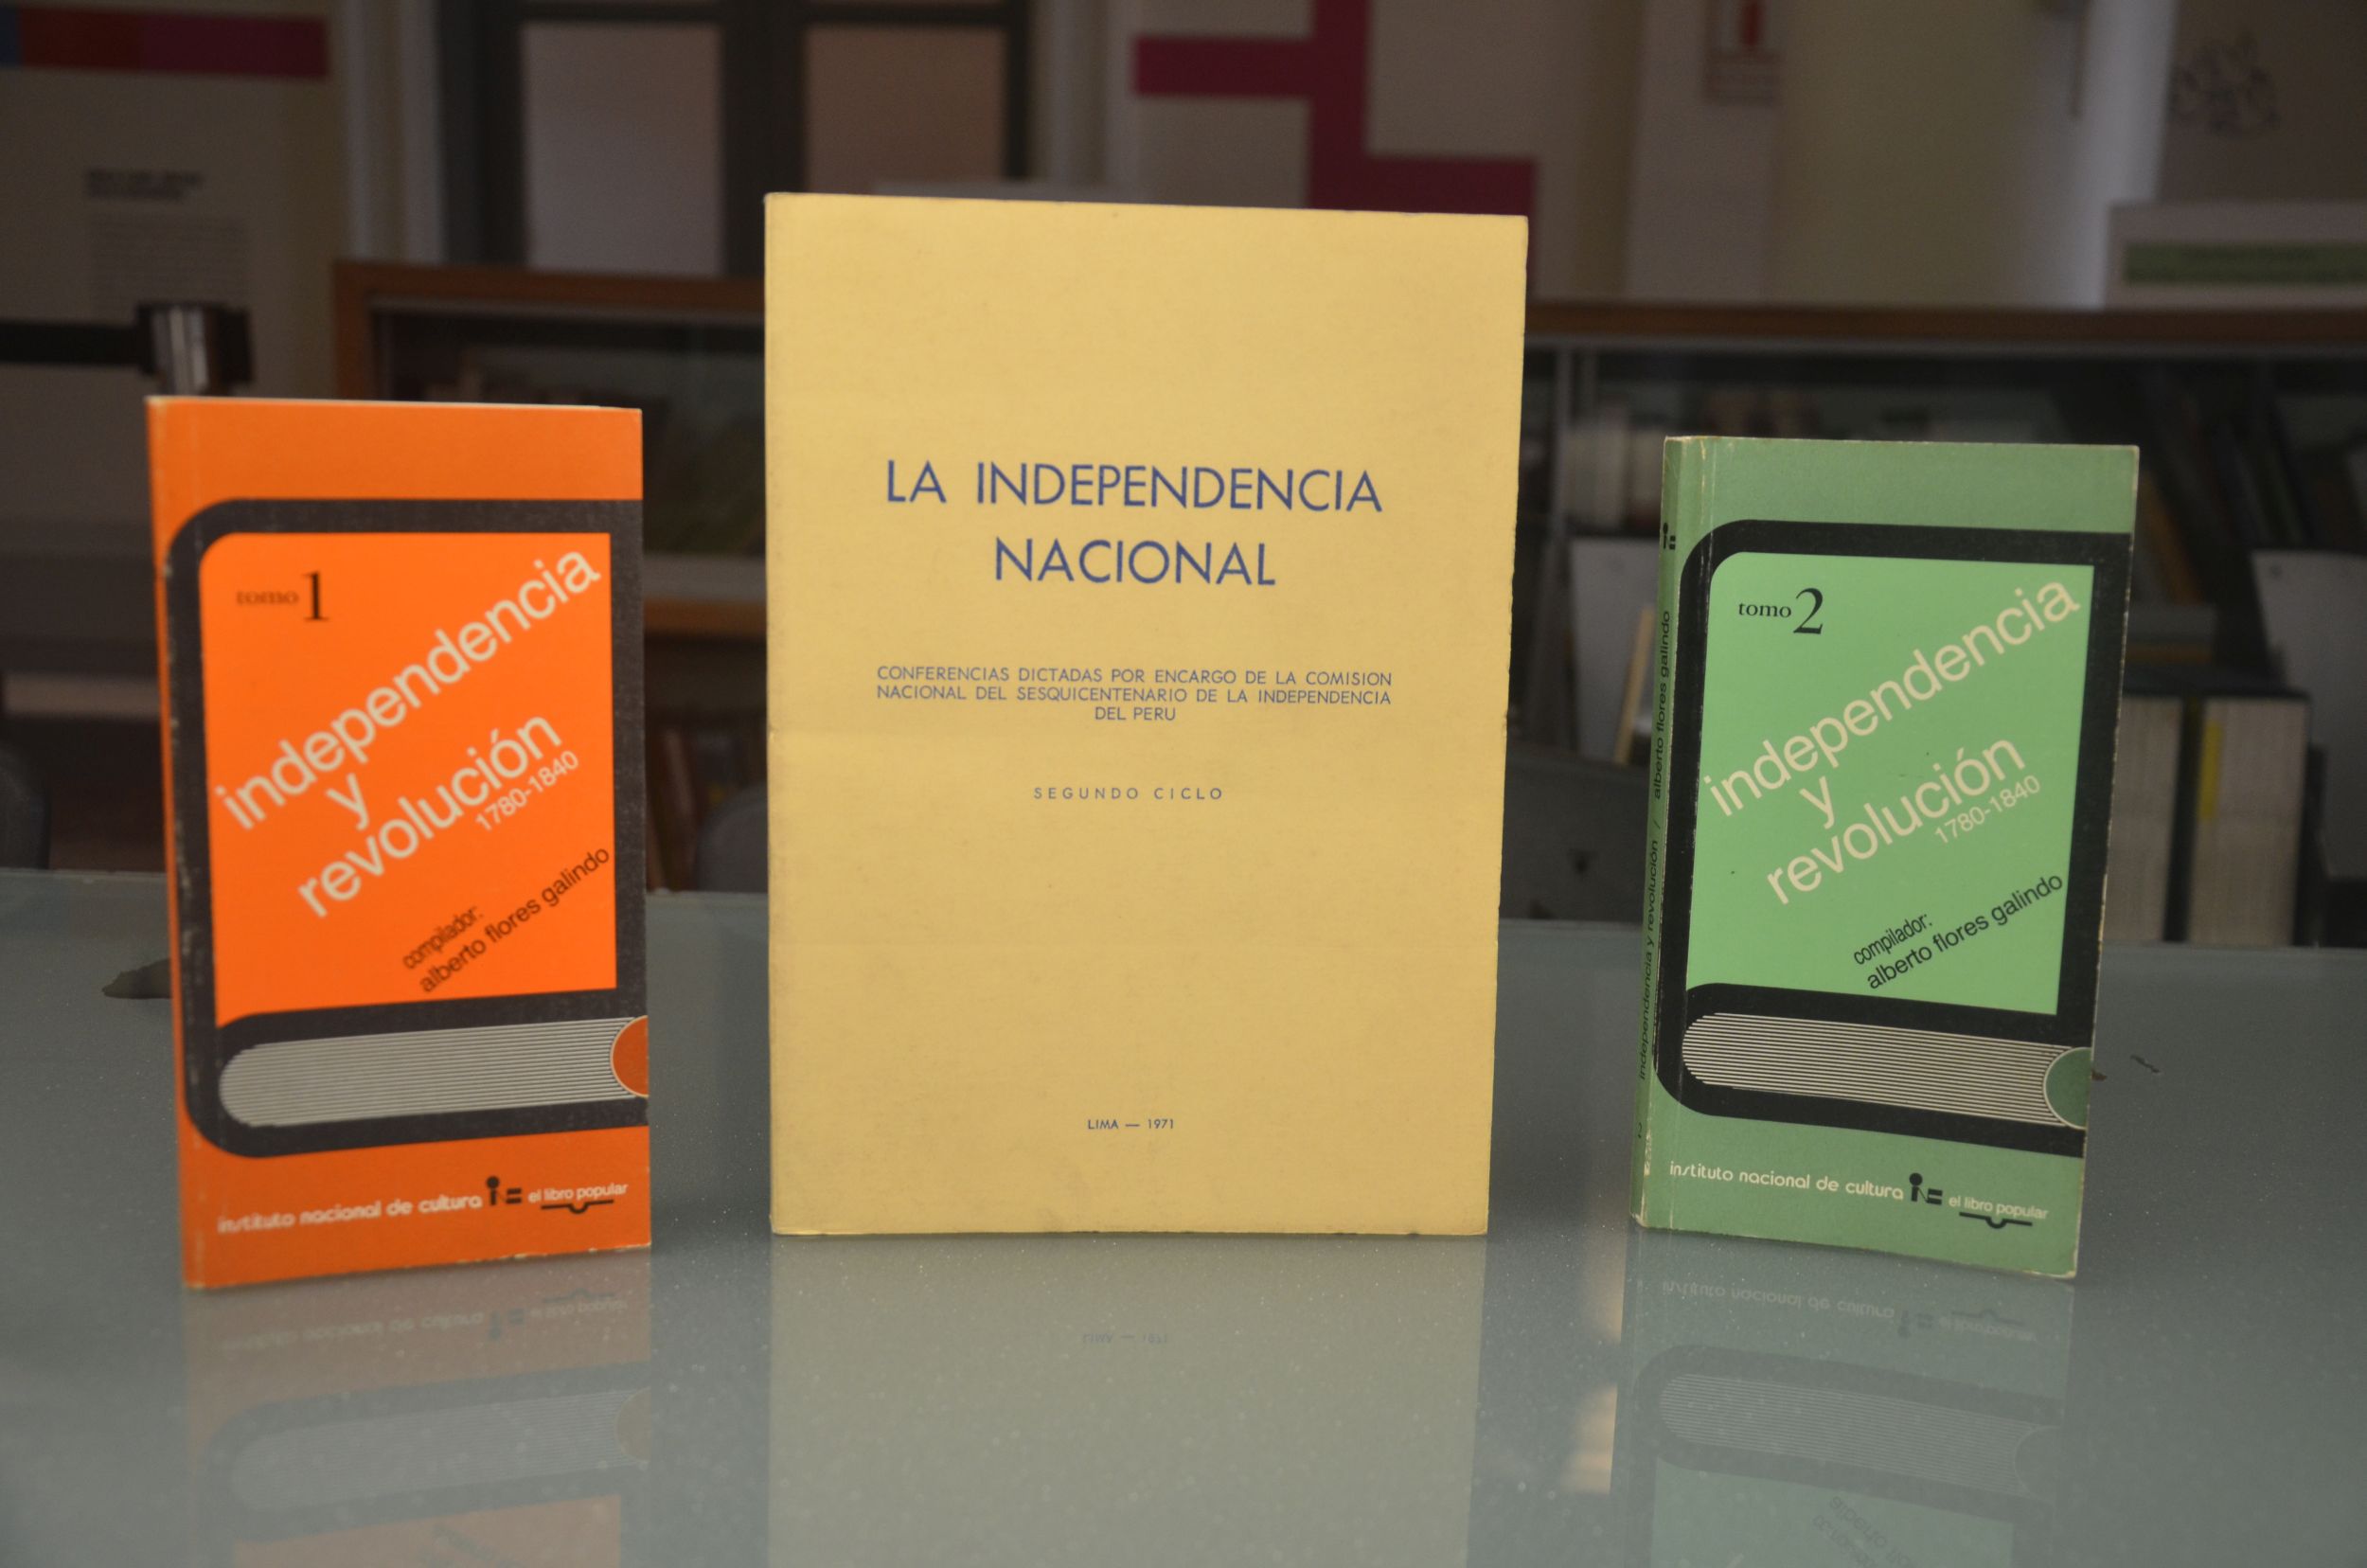 tomo 1
independencia
y
revolución
1780-1840
compilador:
alberto flores galindo
instituto nacional de cultura
el libro popular
LA INDEPENDENCIA
NACIONAL
CONFERENCIAS DICTADAS POR ENCARGO DE LA COMISION
NACIONAL DEL SESQUICENTENARIO DE LA INDEPENDENCIA
DEL PERU
SEGUNDO CICLO
LIMA — 1971
2 independencia y revolución / alberto flores galindo
tomo 2
independencia
y
revolución
1780-1840
compilador:
alberto flores galindo
instituto nacional de cultura
el libro popular